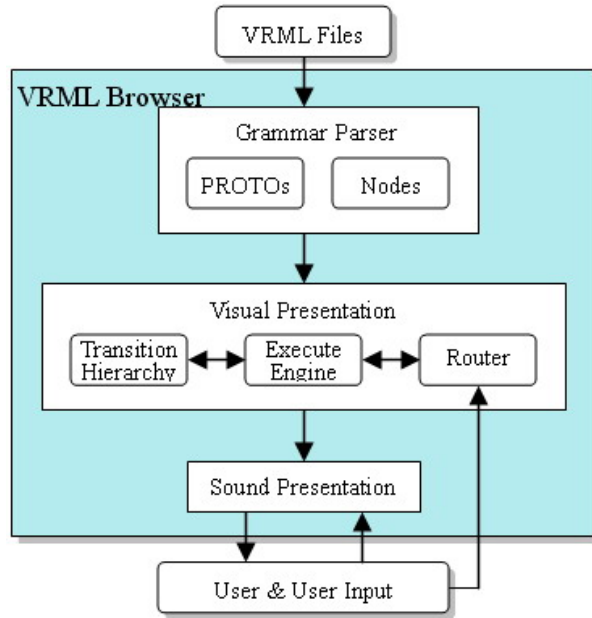 VRML Files
VRML Browser
Grammar Parser
PROTOs
Nodes
Visual Presentation
Transition
Hierarchy
Execute
Engine
Router
Sound Presentation
User & User Input